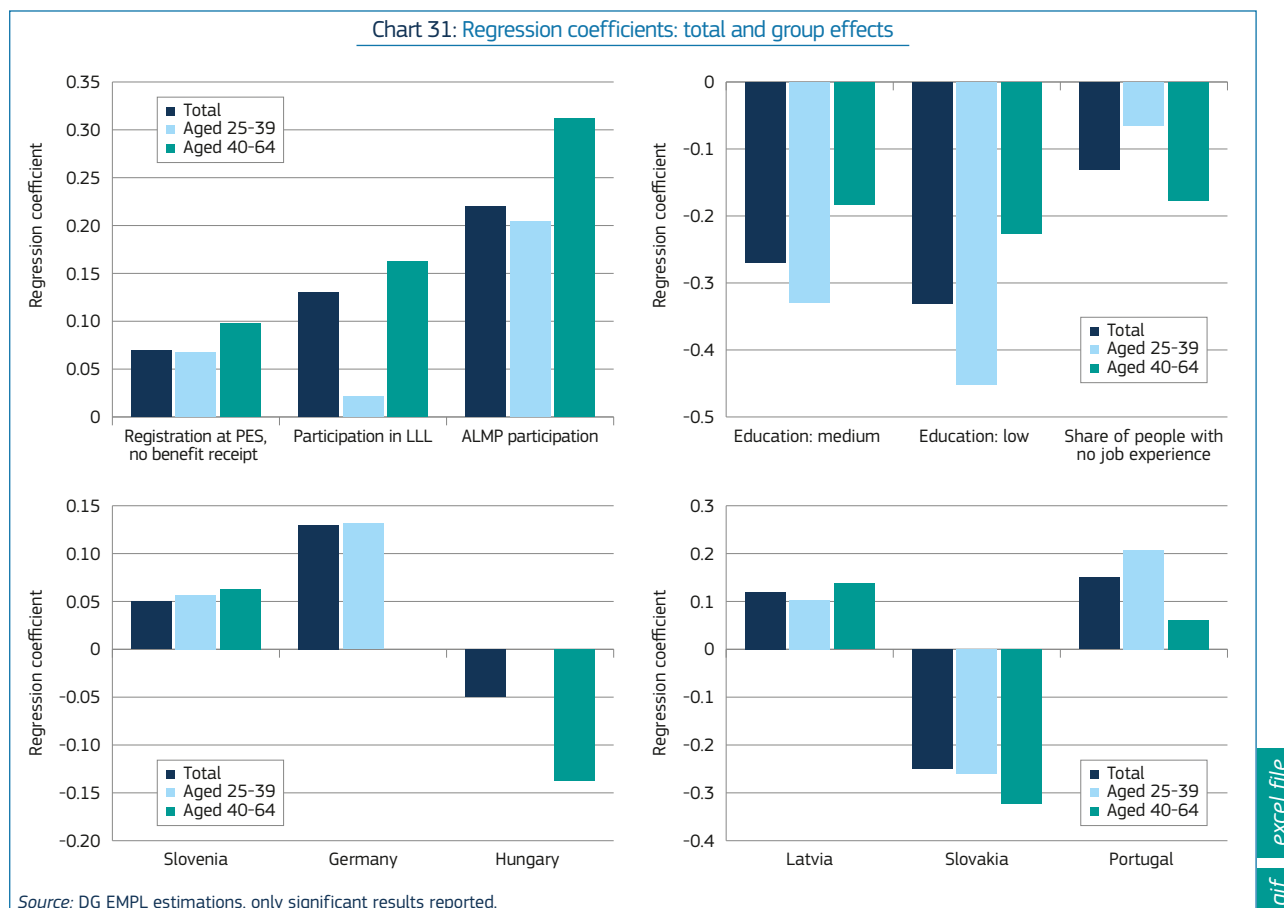 Chart 31: Regression coefficients: total and group effects
0.35
0.30
0.25
0.20
0.15
0.10
0.05
0
Regression coefficient
Total
Aged 25-39
Aged 40-64
Registration at PES,
no benefit receipt
Participation in LLL
ALMP participation
0
-0.1
-0.2
-0.3
-0.4
-0.5
Regression coefficient
Total
Aged 25-39
Aged 40-64
Education: medium
Education: low
Share of people with
no job experience
0.15
0.10
0.05
0
-0.05
-0.10
-0.15
-0.20
Regression coefficient
Total
Aged 25-39
Aged 40-64
Slovenia
Germany
Hungary
0.3
0.2
0.1
0
-0.1
-0.2
-0.3
-0.4
Regression coefficient
Total
Aged 25-39
Aged 40-64
Latvia
Slovakia
Portugal
Source: DG EMPL estimations, only significant results reported.
excel file
gif